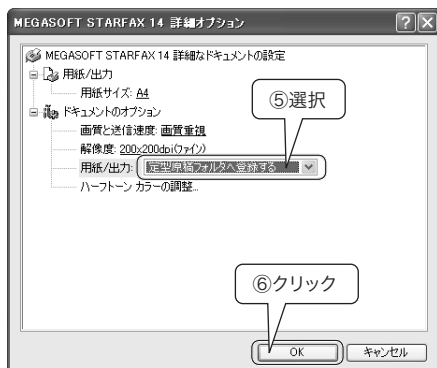 MEGASOFT STARFAX 14 詳細オプション
MEGASOFT STARFAX 14 詳細なドキュメントの設定
用紙/出力
用紙サイズ: A4
⑤選択
ドキュメントのオプション
画質と送信速度: 画質重視
解像度: 200x200dpi(ファイン)
用紙/出力: 定型原稿フォルダへ登録する
ハーフトーン カラーの調整...
⑥クリック
OK キャンセル